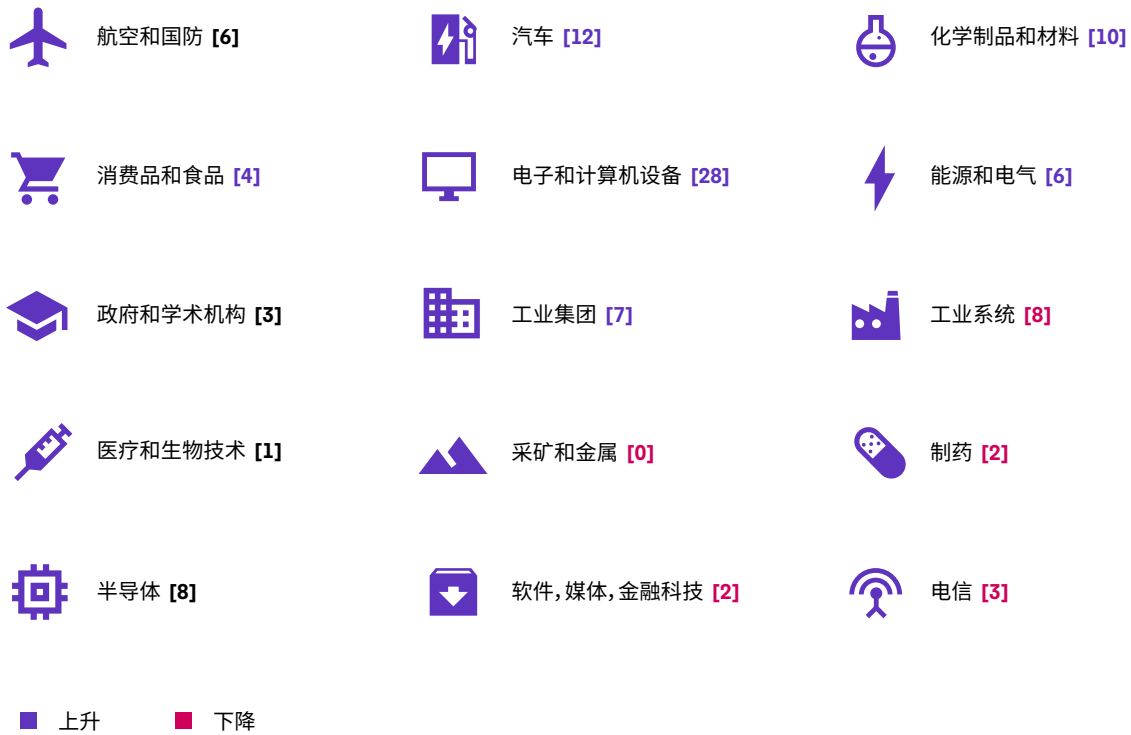 航空和国防 [6]
汽车 [12]
化学制品和材料 [10]
消费品和食品 [4]
电子和计算机设备 [28]
能源和电气 [6]
政府和学术机构 [3]
工业集团 [7]
工业系统 [8]
医疗和生物技术 [1]
采矿和金属 [0]
制药 [2]
半导体 [8]
软件，媒体，金融科技 [2]
电信 [3]
上升
下降